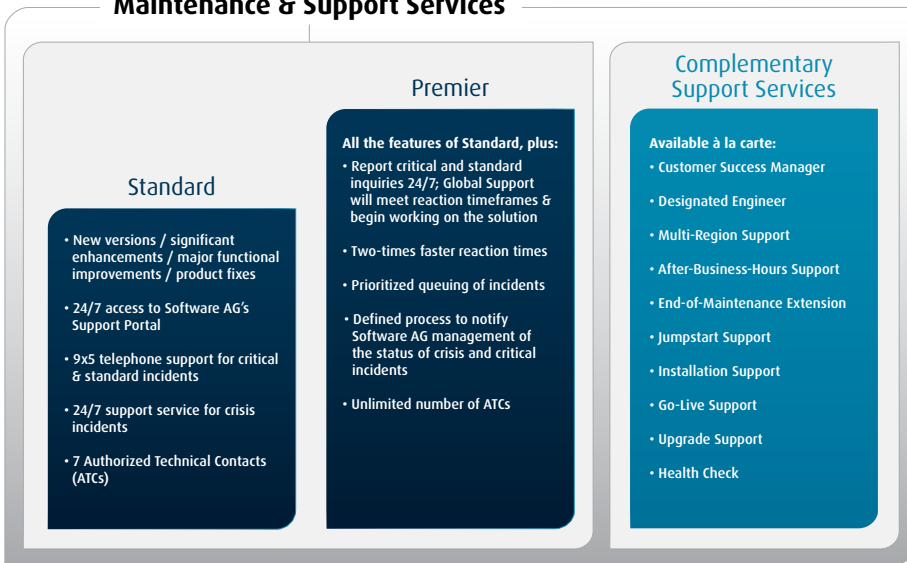 Maintenance & Support Services
Standard
• New versions / significant
enhancements / major functional
improvements / product fixes
• 24/7 access to Software AG's
Support Portal
• 9x5 telephone support for critical
& standard incidents
• 24/7 support service for crisis
incidents
• 7 Authorized Technical Contacts
(ATCs)
Premier
All the features of Standard, plus:
• Report critical and standard
inquiries 24/7; Global Support
will meet reaction timeframes &
begin working on the solution
• Two-times faster reaction times
• Prioritized queuing of incidents
• Defined process to notify
Software AG management of
the status of crisis and critical
incidents
• Unlimited number of ATCs
Complementary
Support Services
Available à la carte:
• Customer Success Manager
• Designated Engineer
• Multi-Region Support
• After-Business-Hours Support
• End-of-Maintenance Extension
• Jumpstart Support
• Installation Support
• Go-Live Support
• Upgrade Support
• Health Check